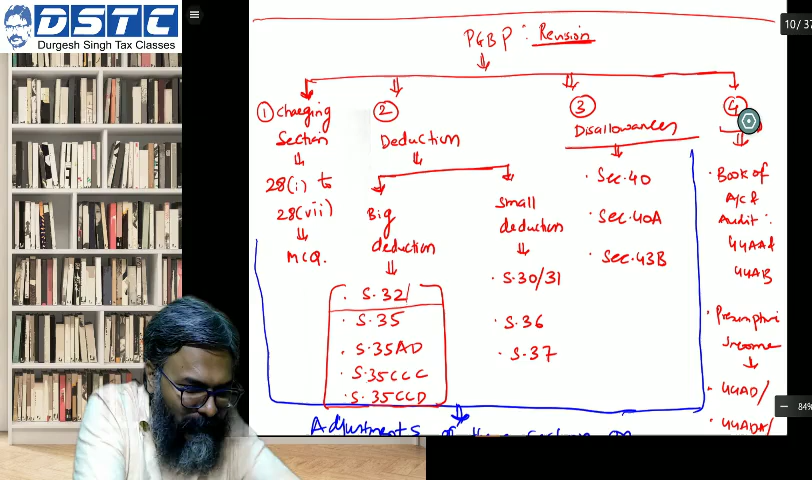 DSTC
Durgesh Singh Tax Classes
10 / 37
PGBP : Revision
① Charging
Section
28(i) to
28(vii)
MCQ.
②
Deduction
Big
deduction
· S.32/
· S.35
· S.35AD
· S.35CCC
· S.35CCD
Small
deduction
· S.30/31
· S.36
· S.37
③
Disallowances
· Sec.40
· Sec.40A
· Sec.43B
④
· Book of
A/c &
Audit :
44AA &
44AB
· Presumptive
Income
· 44AD/
· 44ADA/
84%
Adjustments of